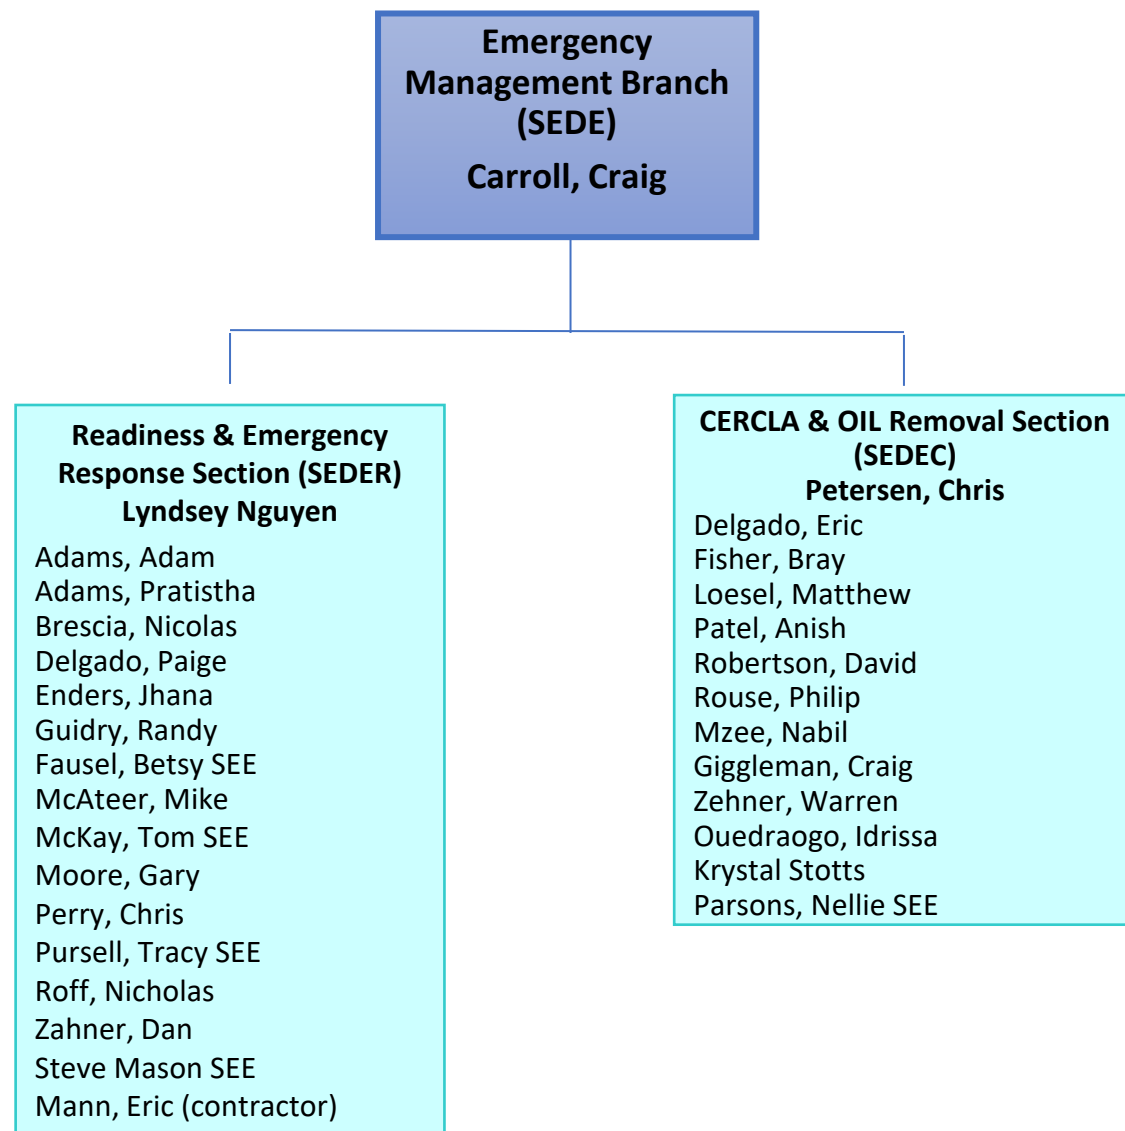 Emergency
Management Branch
(SEDE)
Carroll, Craig
Readiness & Emergency
Response Section (SEDER)
Lyndsey Nguyen
Adams, Adam
Adams, Pratistha
Brescia, Nicolas
Delgado, Paige
Enders, Jhana
Guidry, Randy
Fausel, Betsy SEE
McAteer, Mike
McKay, Tom SEE
Moore, Gary
Perry, Chris
Pursell, Tracy SEE
Roff, Nicholas
Zahner, Dan
Steve Mason SEE
Mann, Eric (contractor)
CERCLA & OIL Removal Section
(SEDEC)
Petersen, Chris
Delgado, Eric
Fisher, Bray
Loesel, Matthew
Patel, Anish
Robertson, David
Rouse, Philip
Mzee, Nabil
Giggleman, Craig
Zehner, Warren
Ouedraogo, Idrissa
Krystal Stotts
Parsons, Nellie SEE